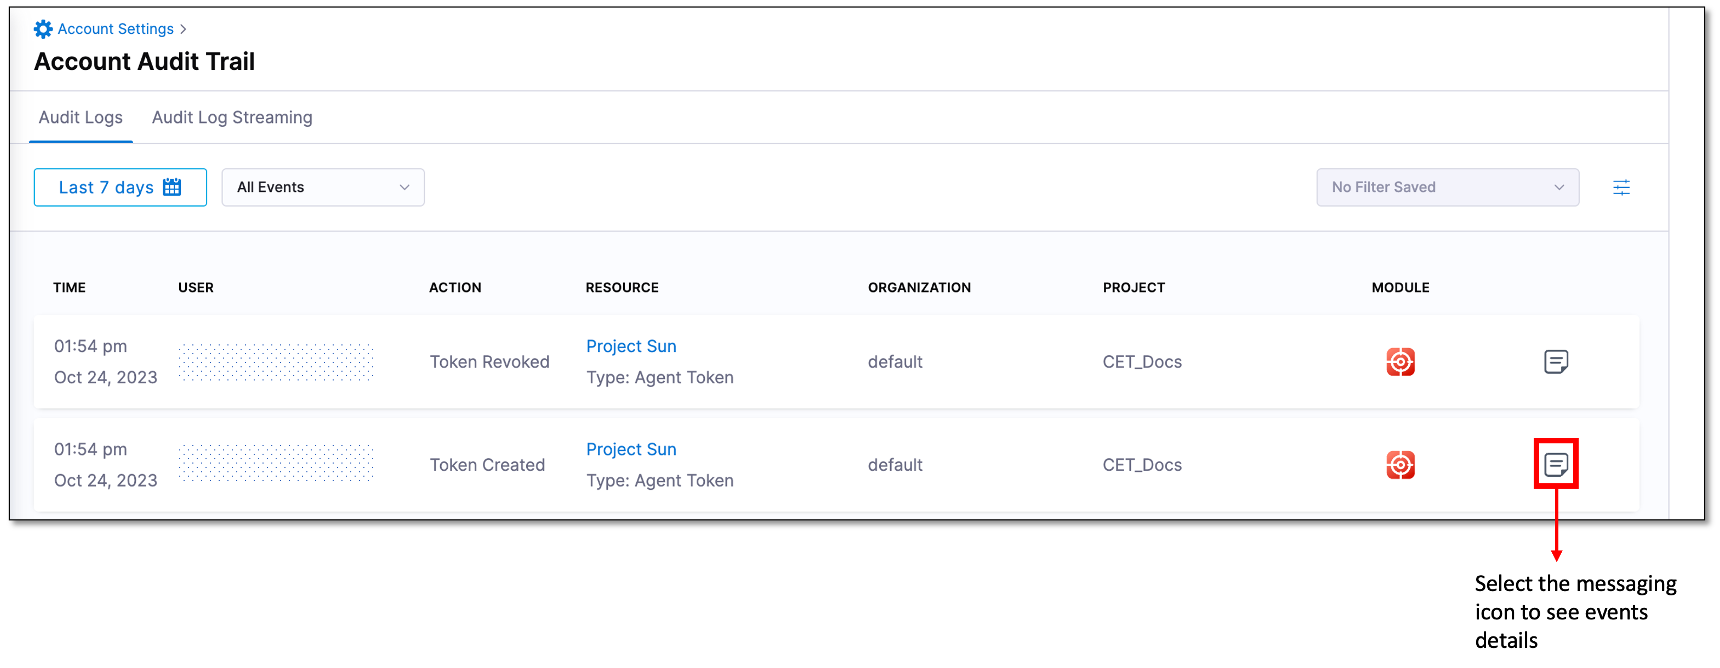 Account Settings >
Account Audit Trail
Audit Logs Audit Log Streaming
Last 7 days All Events No Filter Saved
TIME USER ACTION RESOURCE ORGANIZATION PROJECT MODULE
01:54 pm Project Sun
Token Revoked default CET_Docs
Oct 24, 2023 Type: Agent Token
01:54 pm Project Sun
Token Created default CET_Docs
Oct 24, 2023 Type: Agent Token
Select the messaging
icon to see events
details